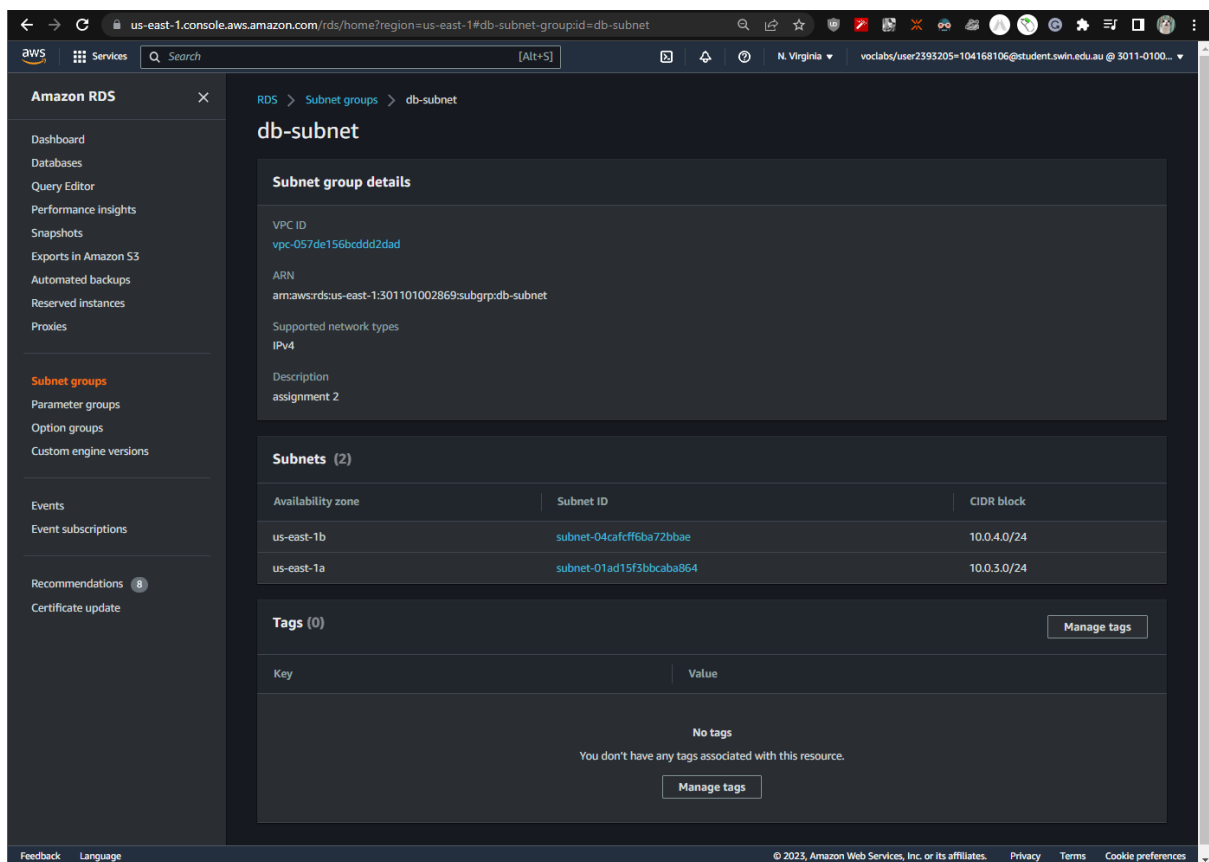 us-east-1.console.aws.amazon.com/rds/home?region=us-east-1#db-subnet-group:id=db-subnet
aws Services Search [Alt+S] N. Virginia voclabs/user2393205=104168106@student.swin.edu.au @ 3011-0100...
Amazon RDS
Dashboard
Databases
Query Editor
Performance insights
Snapshots
Exports in Amazon S3
Automated backups
Reserved instances
Proxies
Subnet groups
Parameter groups
Option groups
Custom engine versions
Events
Event subscriptions
Recommendations 8
Certificate update
RDS > Subnet groups > db-subnet
db-subnet
Subnet group details
VPC ID
vpc-057de156bcddd2dad
ARN
arn:aws:rds:us-east-1:301101002869:subgrp:db-subnet
Supported network types
IPv4
Description
assignment 2
Subnets (2)
Availability zone Subnet ID CIDR block
us-east-1b subnet-04cafcff6ba72bbae 10.0.4.0/24
us-east-1a subnet-01ad15f3bbcaba864 10.0.3.0/24
Tags (0) Manage tags
Key Value
No tags
You don't have any tags associated with this resource.
Manage tags
Feedback Language © 2023, Amazon Web Services, Inc. or its affiliates. Privacy Terms Cookie preferences